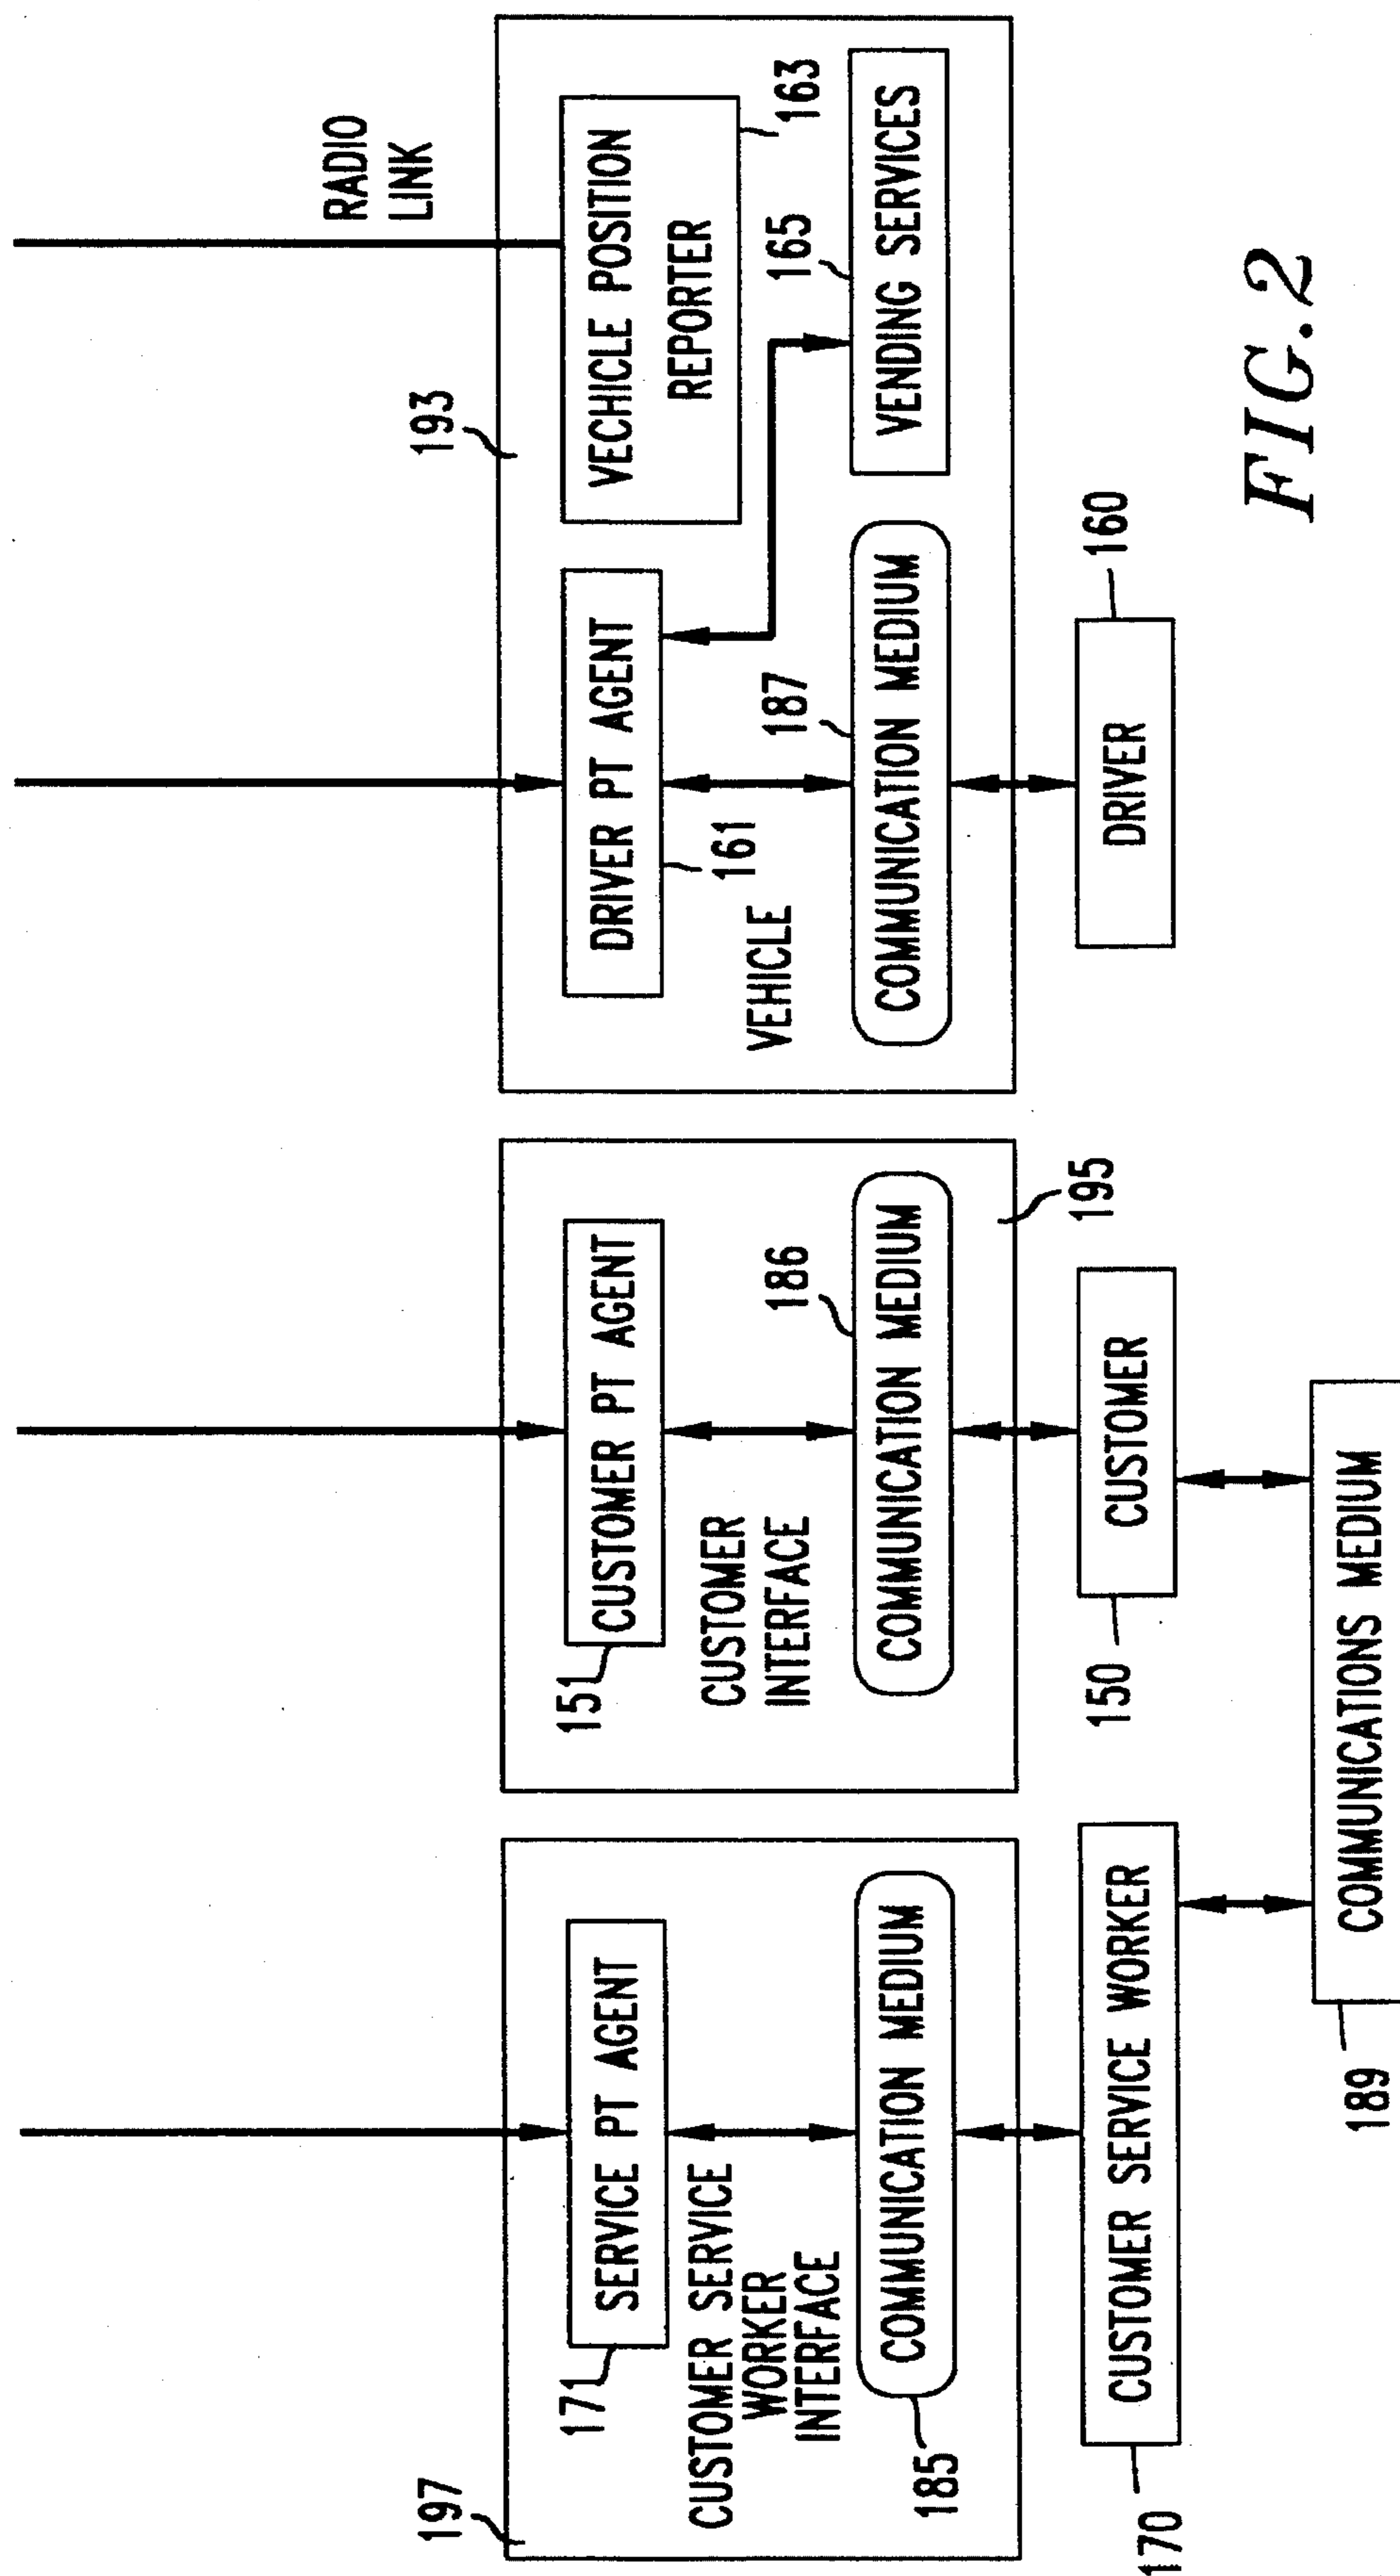 RADIO
LINK
197
193
SERVICE PT AGENT
171
CUSTOMER SERVICE
WORKER
INTERFACE
COMMUNICATION MEDIUM
185
CUSTOMER PT AGENT
151
CUSTOMER
INTERFACE
186
COMMUNICATION MEDIUM
195
DRIVER PT AGENT
161
VEHICLE
187
COMMUNICATION MEDIUM
VECHICLE POSITION
REPORTER
163
165
VENDING SERVICES
CUSTOMER SERVICE WORKER
170
CUSTOMER
150
DRIVER
160
COMMUNICATIONS MEDIUM
189
FIG.2